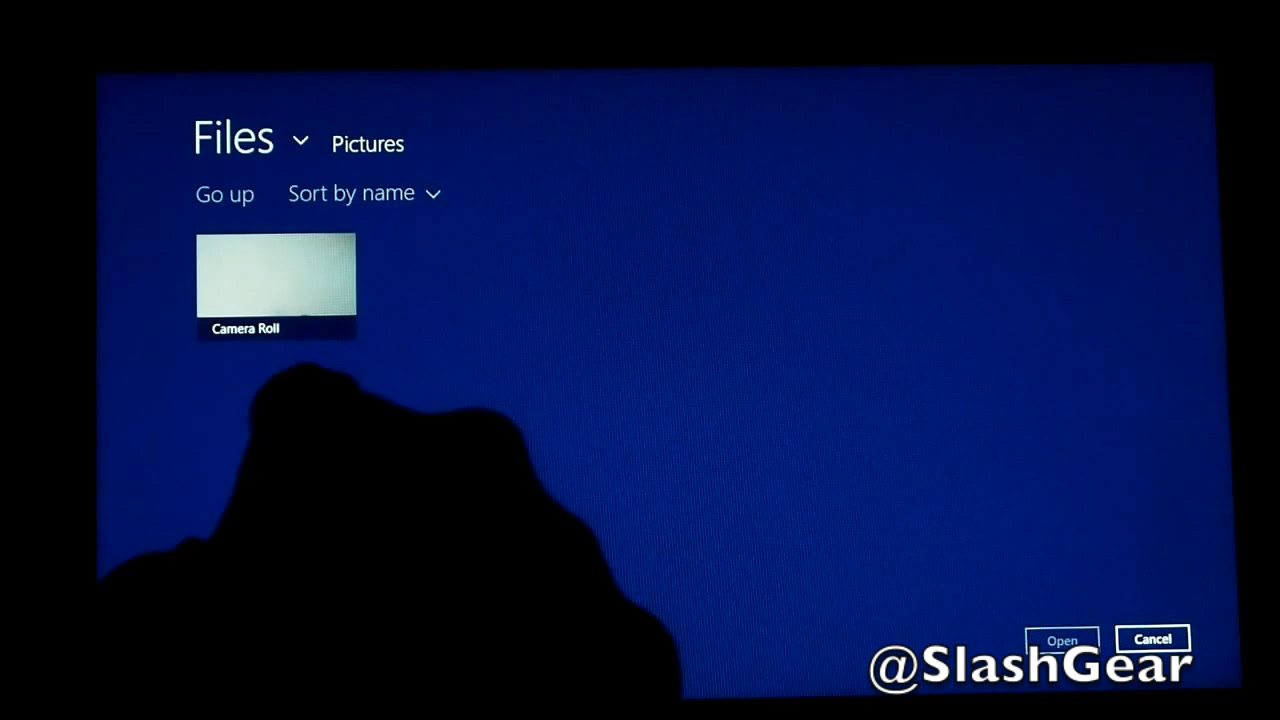 Files Pictures
Go up Sort by name
Camera Roll
Open Cancel
@SlashGear